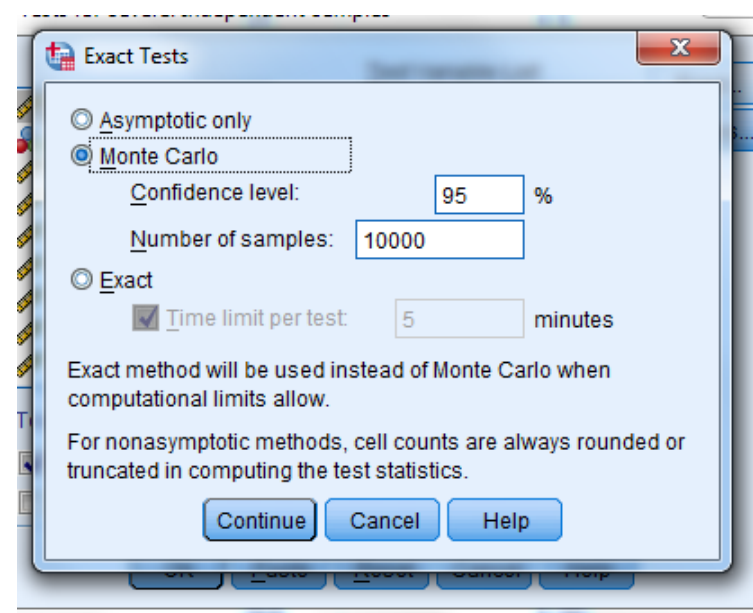 Exact Tests
Asymptotic only
Monte Carlo
Confidence level: 95 %
Number of samples: 10000
Exact
Time limit per test: 5 minutes
Exact method will be used instead of Monte Carlo when
computational limits allow.
For nonasymptotic methods, cell counts are always rounded or
truncated in computing the test statistics.
Continue Cancel Help